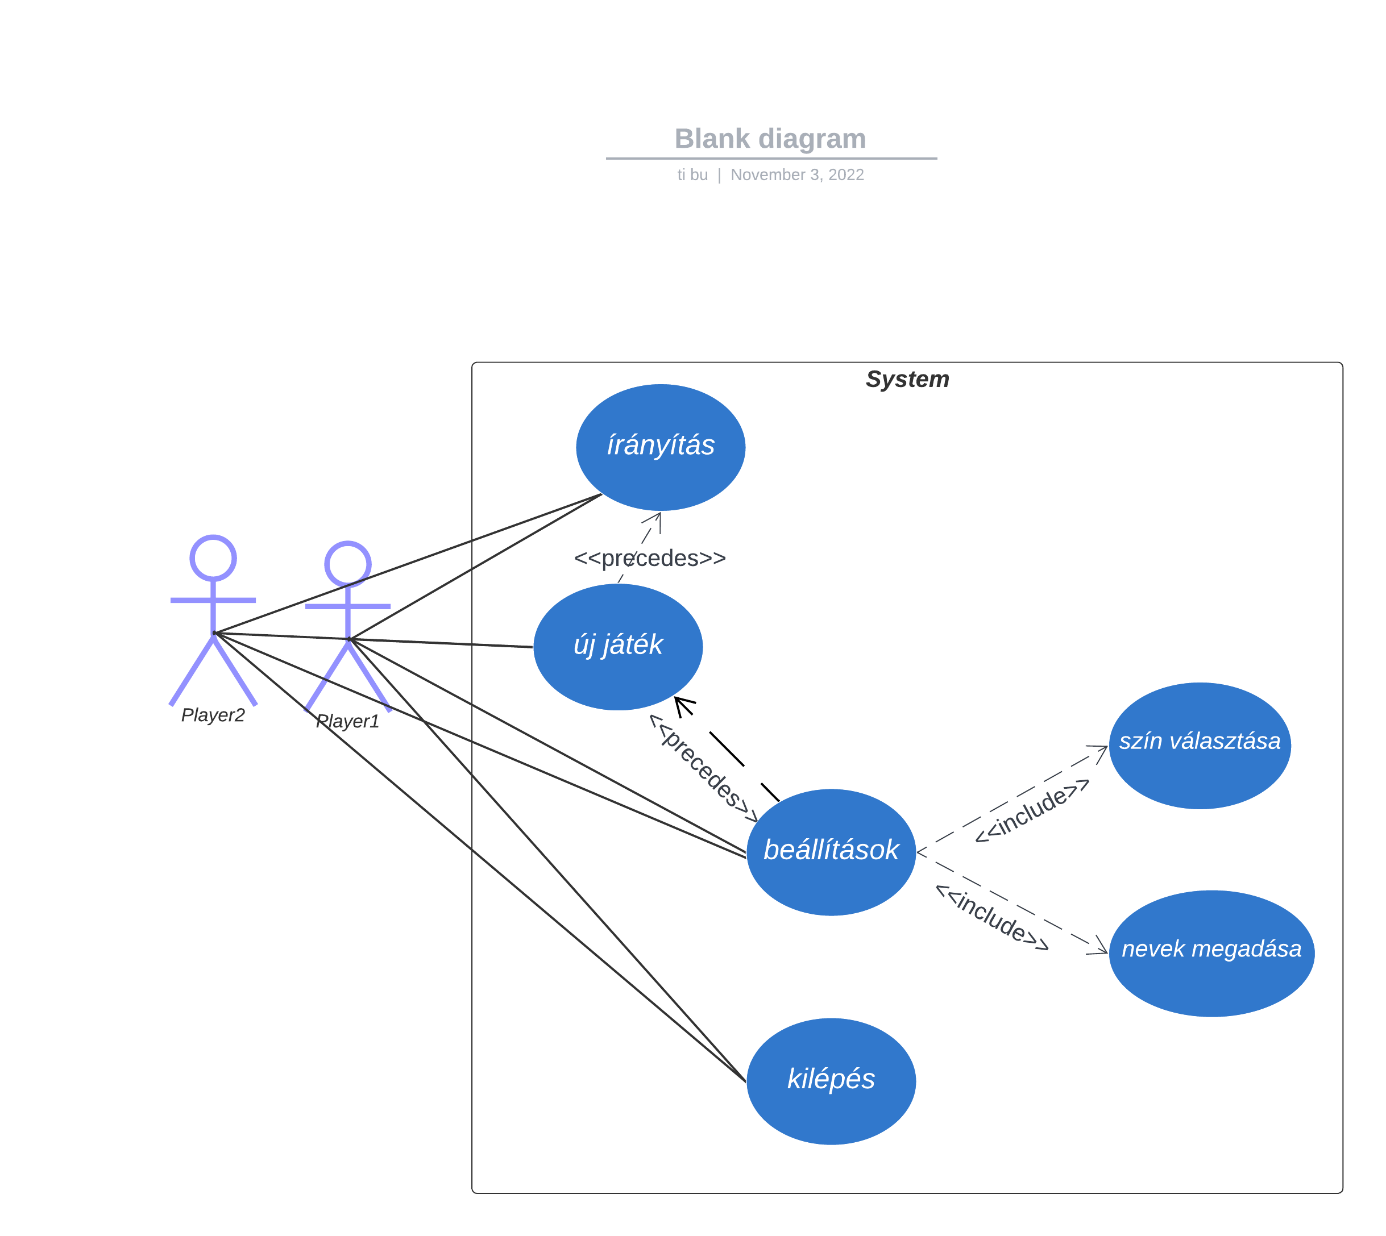 Blank diagram
ti bu | November 3, 2022
System
írányítás
<<precedes>>
új játék
Player2
Player1
<<precedes>>
szín választása
<<include>>
beállítások
<<include>>
nevek megadása
kilépés